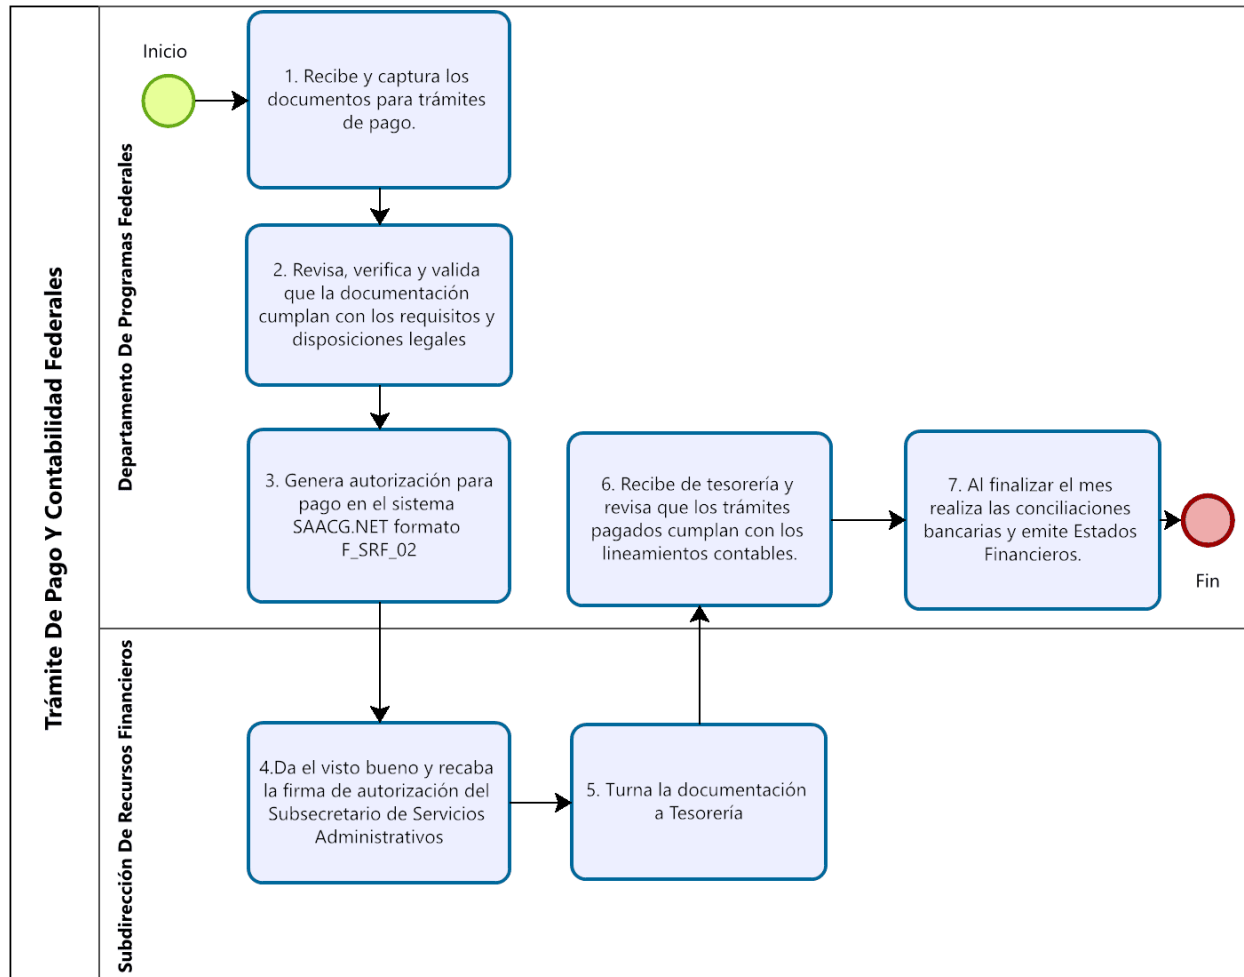 Trámite De Pago Y Contabilidad Federales
Departamento De Programas Federales
Inicio
1. Recibe y captura los
documentos para trámites
de pago.
2. Revisa, verifica y valida
que la documentación
cumplan con los requisitos y
disposiciones legales
3. Genera autorización para
pago en el sistema
SAACG.NET formato
F_SRF_02
6. Recibe de tesorería y
revisa que los trámites
pagados cumplan con los
lineamientos contables.
7. Al finalizar el mes
realiza las conciliaciones
bancarias y emite Estados
Financieros.
Fin
Subdirección De Recursos Financieros
4.Da el visto bueno y recaba
la firma de autorización del
Subsecretario de Servicios
Administrativos
5. Turna la documentación
a Tesorería